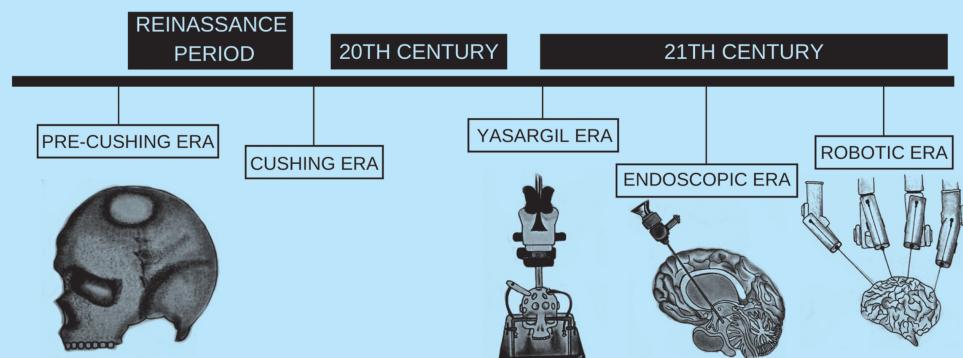 REINASSANCE
PERIOD
20TH CENTURY
21TH CENTURY
PRE-CUSHING ERA
CUSHING ERA
YASARGIL ERA
ENDOSCOPIC ERA
ROBOTIC ERA